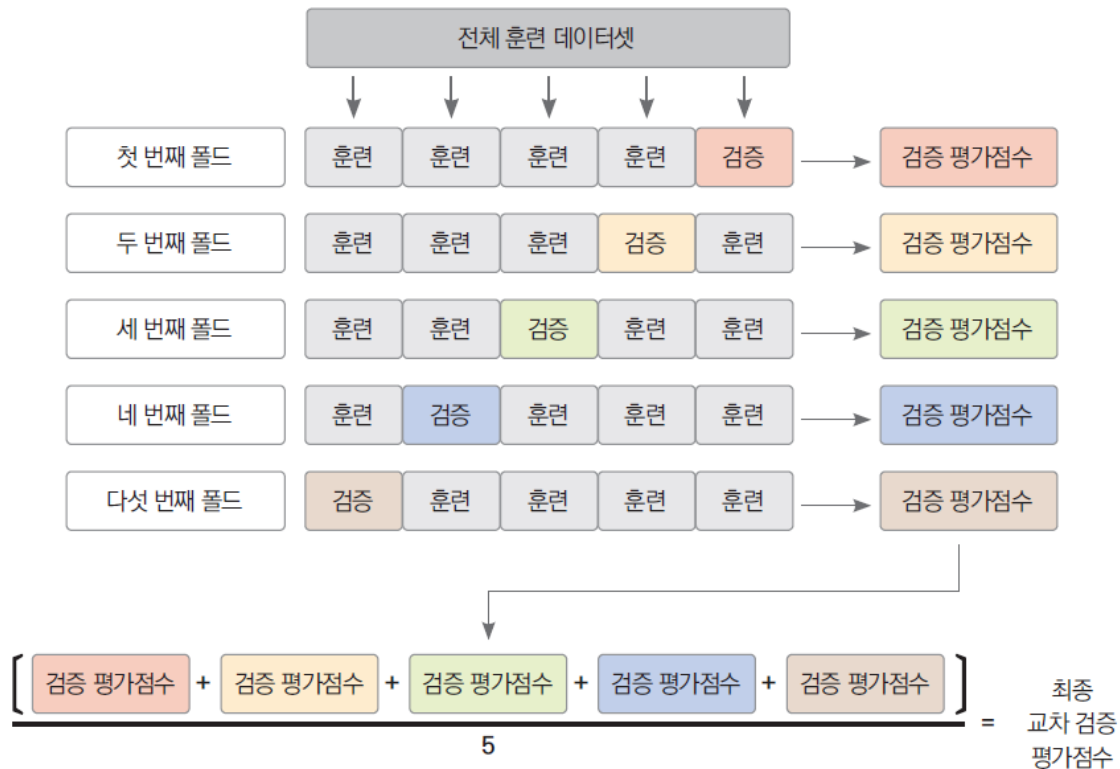 전체 훈련 데이터셋
첫 번째 폴드 훈련 훈련 훈련 훈련 검증 검증 평가점수
두 번째 폴드 훈련 훈련 훈련 검증 훈련 검증 평가점수
세 번째 폴드 훈련 훈련 검증 훈련 훈련 검증 평가점수
네 번째 폴드 훈련 검증 훈련 훈련 훈련 검증 평가점수
다섯 번째 폴드 검증 훈련 훈련 훈련 훈련 검증 평가점수
[ 검증 평가점수 + 검증 평가점수 + 검증 평가점수 + 검증 평가점수 + 검증 평가점수 ]
5
=
최종
교차 검증
평가점수